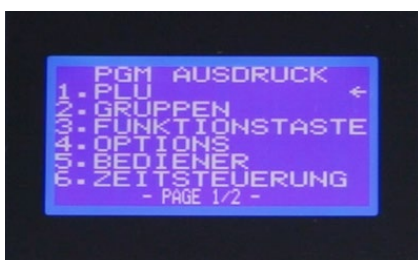 PGM AUSDRUCK
1.PLU ←
2.GRUPPEN
3.FUNKTIONSTASTE
4.OPTIONS
5.BEDIENER
6.ZEITSTEUERUNG
- PAGE 1/2 -